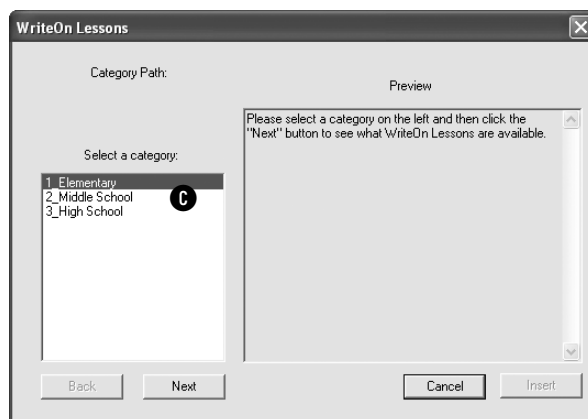 WriteOn Lessons
Category Path:
Preview
Please select a category on the left and then click the
"Next" button to see what WriteOn Lessons are available.
Select a category:
1_Elementary
2_Middle School
3_High School
C
Back
Next
Cancel
Insert